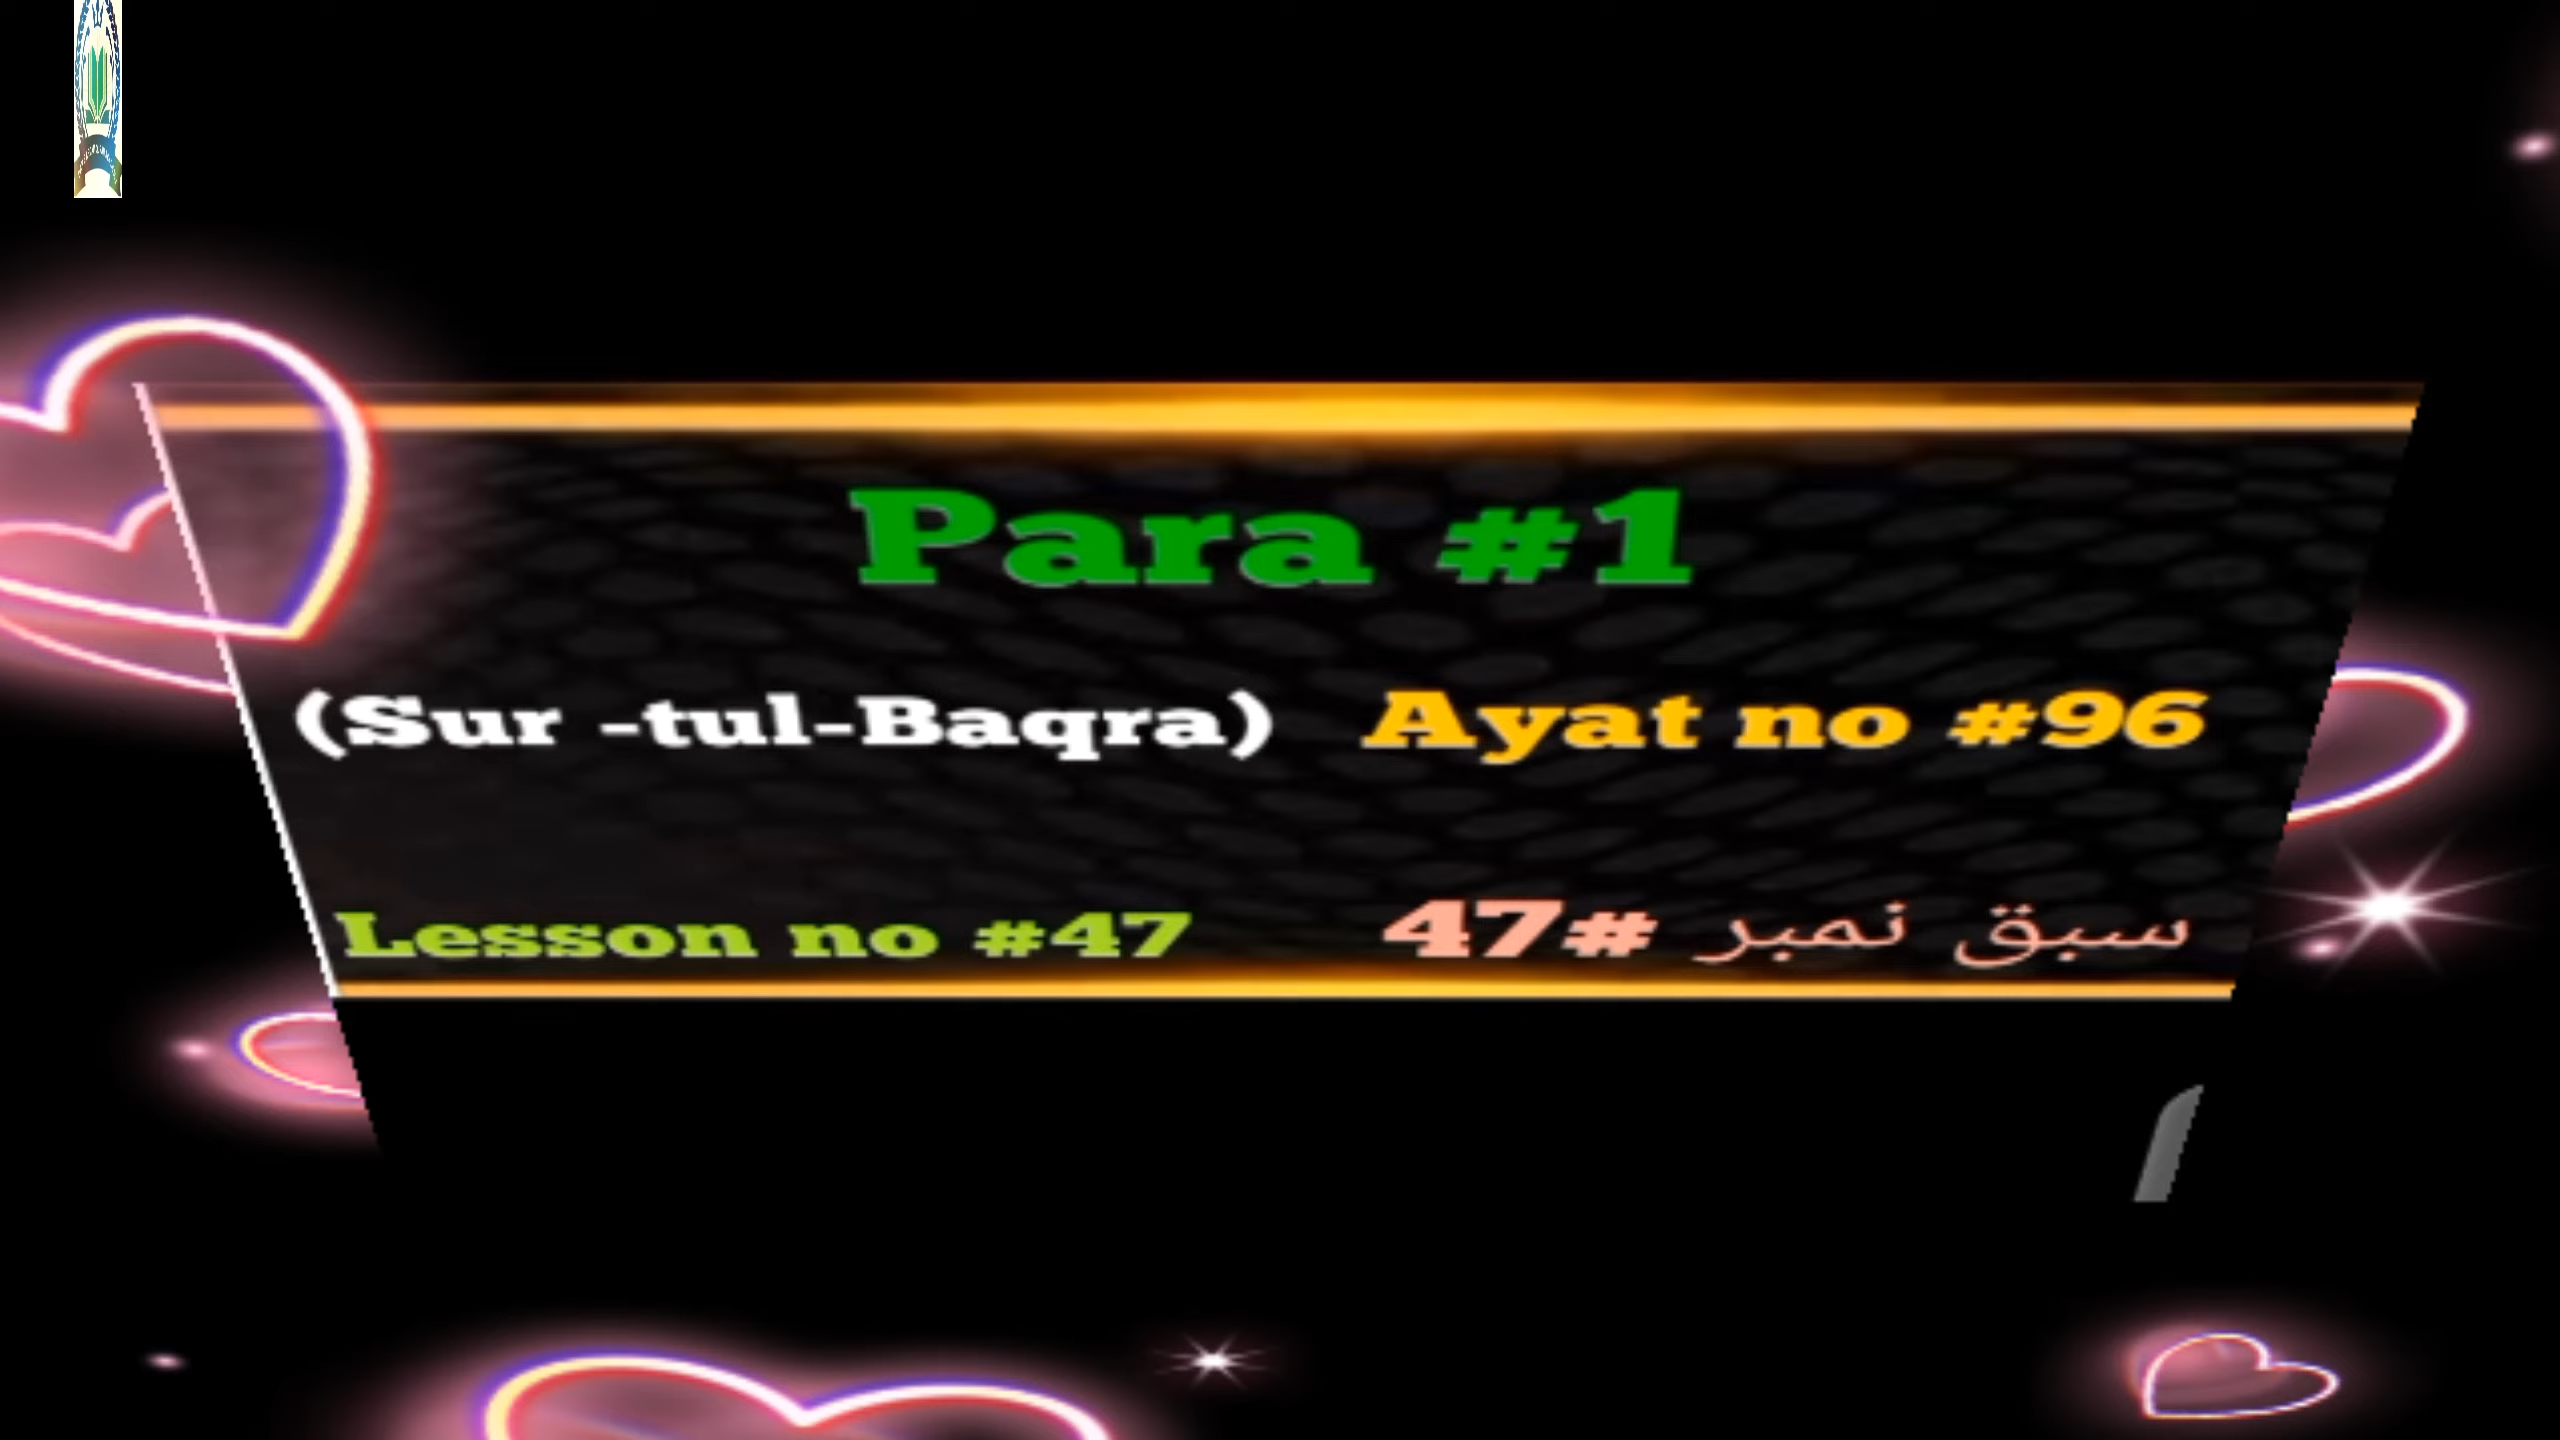 Para #1
(Sur -tul-Baqra) Ayat no #96
Lesson no #47 سبق نمبر #47